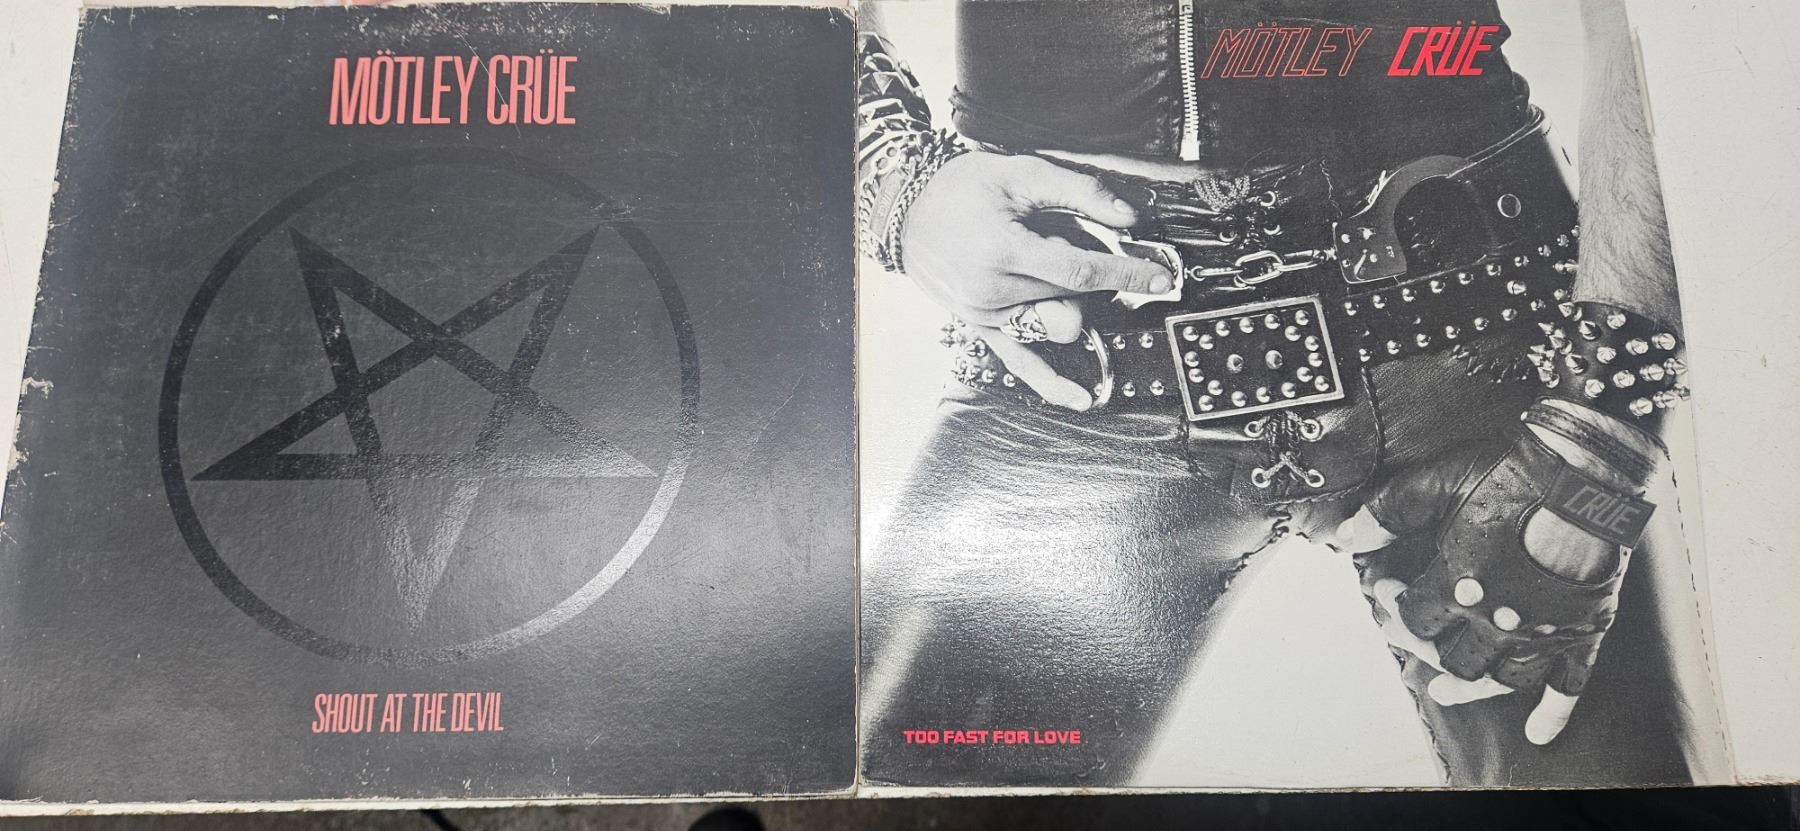 MÖTLEY CRÜE
SHOUT AT THE DEVIL
MÖTLEY CRÜE
CRÜE
TOO FAST FOR LOVE